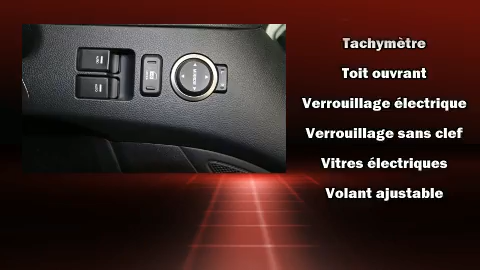 Tachymètre
Toit ouvrant
Verrouillage électrique
Verrouillage sans clef
Vitres électriques
Volant ajustable